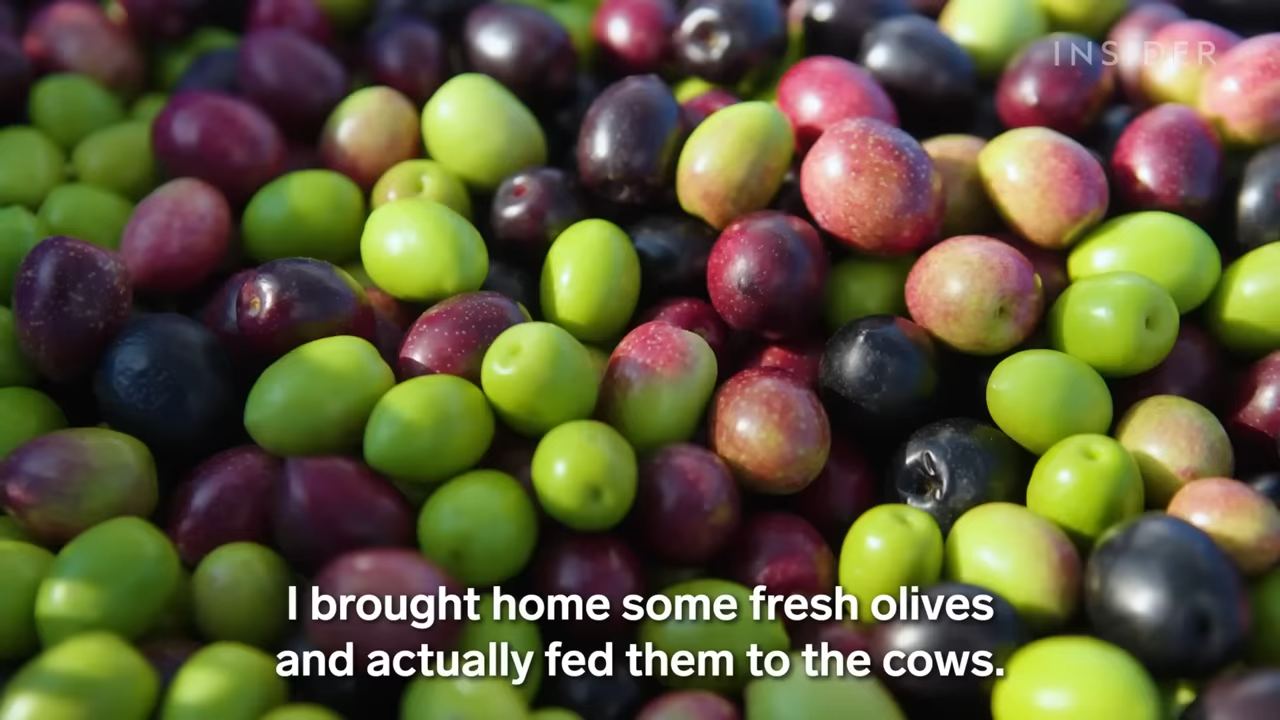 INSIDER
I brought home some fresh olives
and actually fed them to the cows.